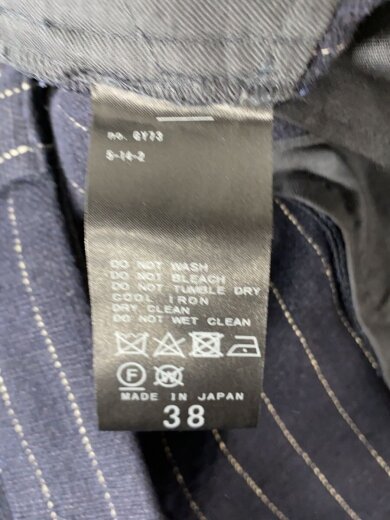 no. 6Y73
S-14-2
DO NOT WASH
DO NOT BLEACH
DO NOT TUMBLE DRY
COOL IRON
DRY CLEAN
DO NOT WET CLEAN
F W
MADE IN JAPAN
38